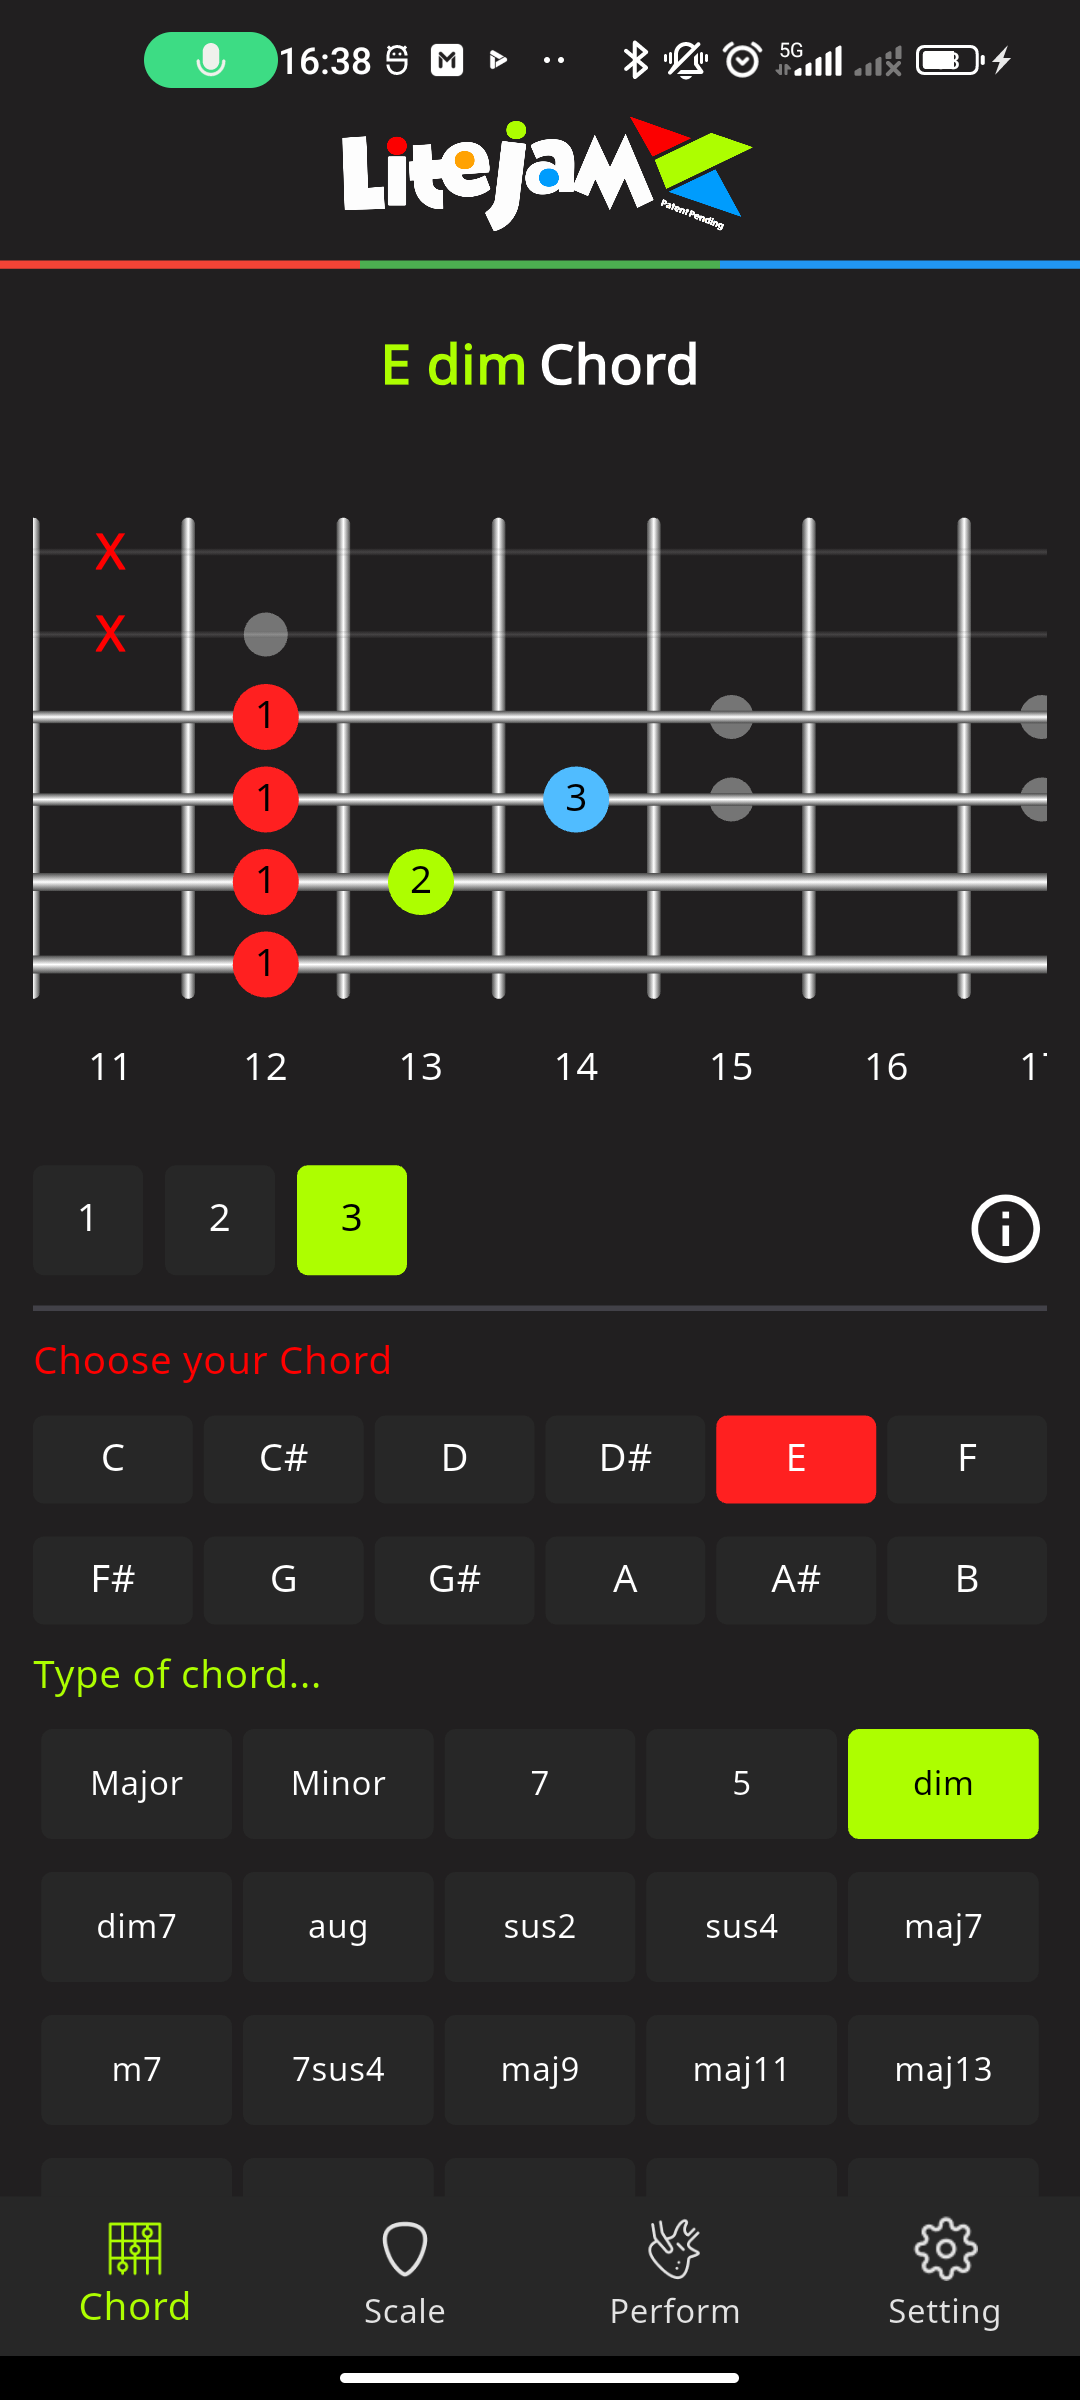 16:38 5G
Litejam
Patent Pending
E dim Chord
X
X
1
1 3
1 2
1
11 12 13 14 15 16
1 2 3
Choose your Chord
C C# D D# E F
F# G G# A A# B
Type of chord...
Major Minor 7 5 dim
dim7 aug sus2 sus4 maj7
m7 7sus4 maj9 maj11 maj13
Chord Scale Perform Setting